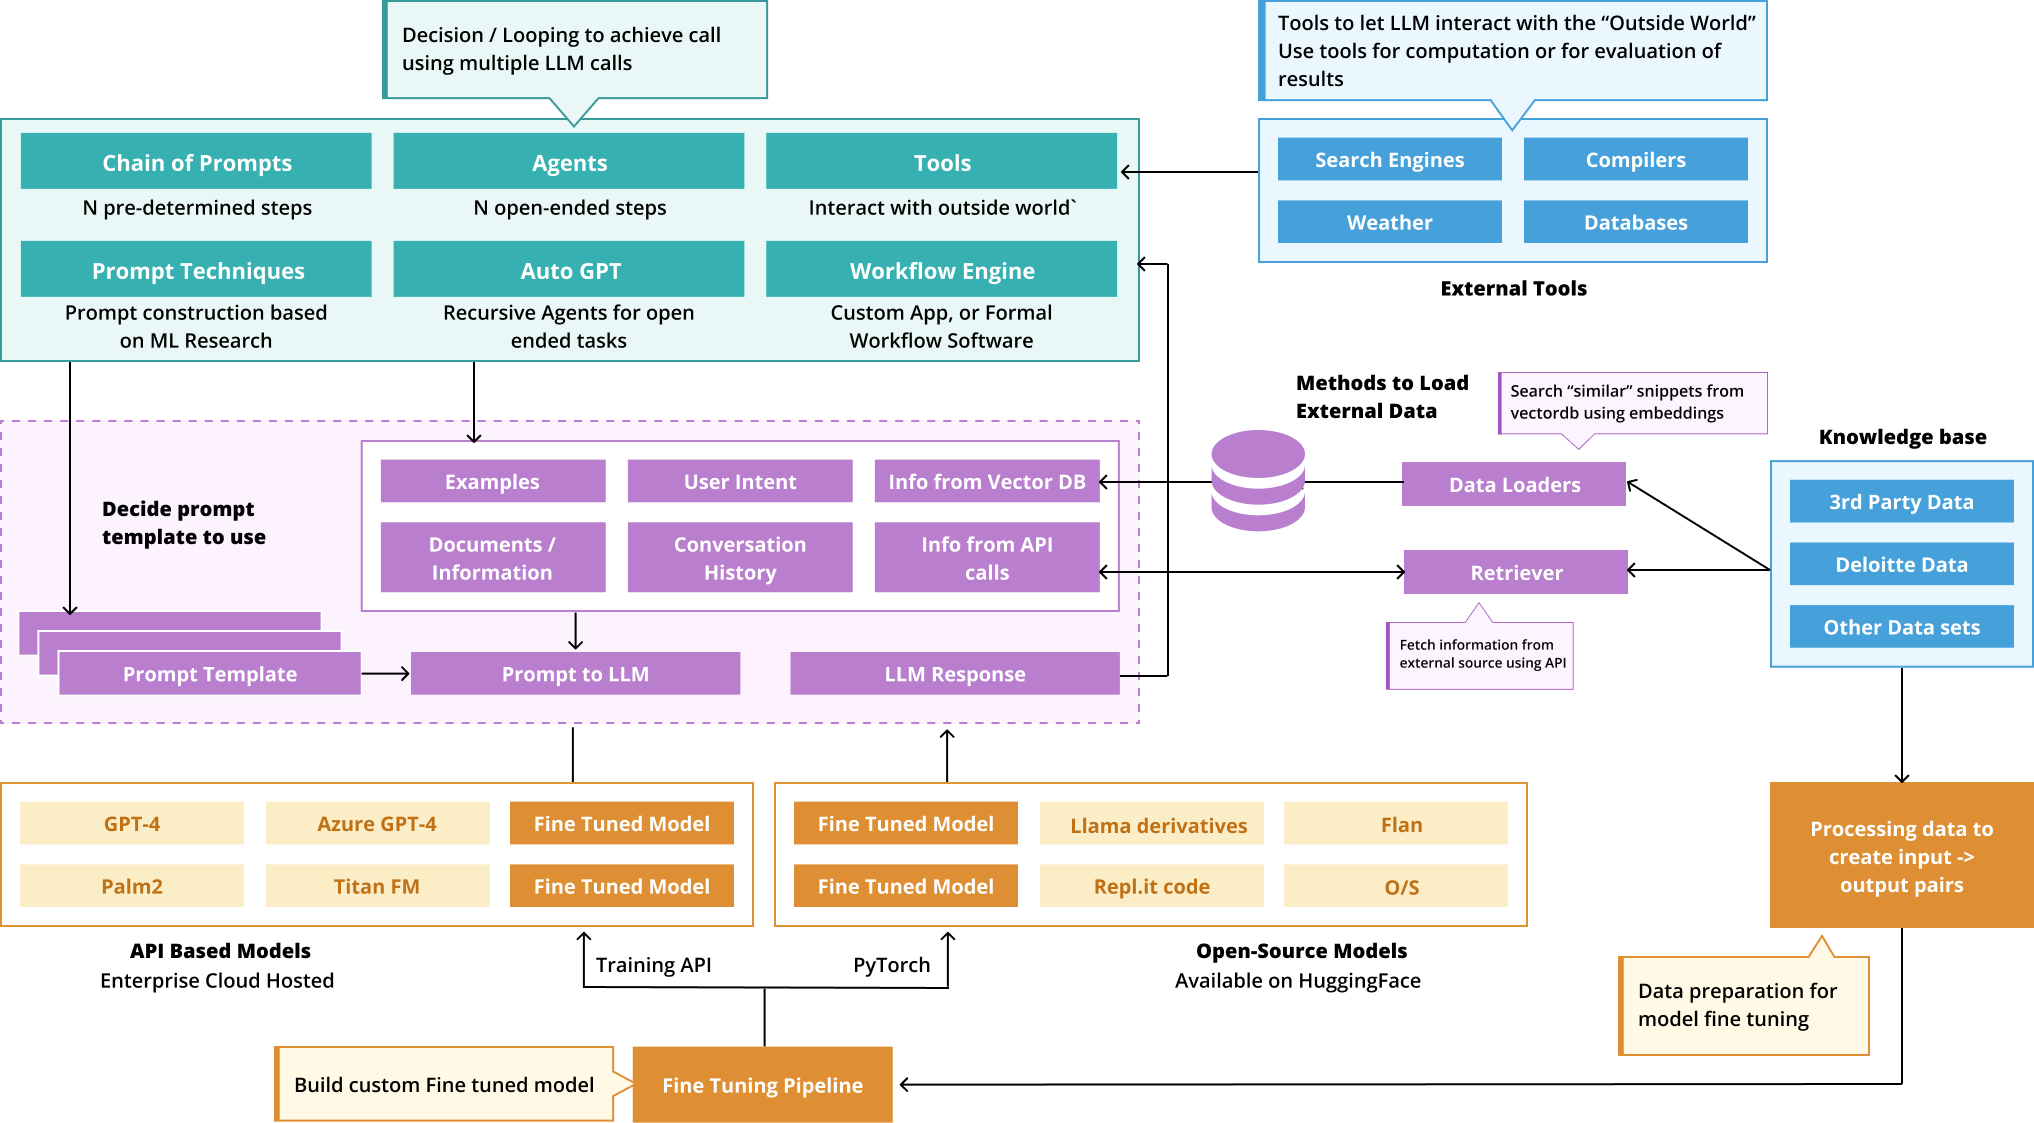 Decision / Looping to achieve call
using multiple LLM calls
Tools to let LLM interact with the “Outside World”
Use tools for computation or for evaluation of
results
Chain of Prompts
N pre-determined steps
Agents
N open-ended steps
Tools
Interact with outside world`
Prompt Techniques
Prompt construction based
on ML Research
Auto GPT
Recursive Agents for open
ended tasks
Workflow Engine
Custom App, or Formal
Workflow Software
Search Engines
Compilers
Weather
Databases
External Tools
Methods to Load
External Data
Search “similar” snippets from
vectordb using embeddings
Knowledge base
Decide prompt
template to use
Examples
User Intent
Info from Vector DB
Documents /
Information
Conversation
History
Info from API
calls
Data Loaders
Retriever
Fetch information from
external source using API
3rd Party Data
Deloitte Data
Other Data sets
Prompt Template
Prompt to LLM
LLM Response
GPT-4
Azure GPT-4
Fine Tuned Model
Palm2
Titan FM
Fine Tuned Model
API Based Models
Enterprise Cloud Hosted
Fine Tuned Model
Llama derivatives
Flan
Fine Tuned Model
Repl.it code
O/S
Open-Source Models
Available on HuggingFace
Processing data to
create input ->
output pairs
Training API
PyTorch
Data preparation for
model fine tuning
Build custom Fine tuned model
Fine Tuning Pipeline